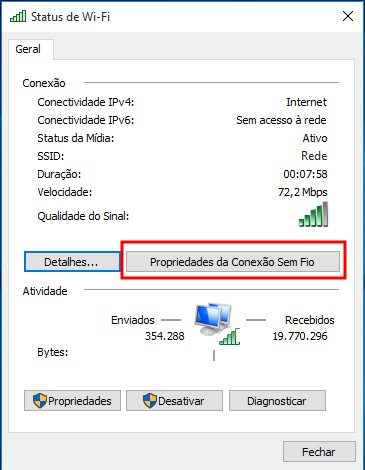 Status de Wi-Fi
Geral
Conexão
Conectividade IPv4: Internet
Conectividade IPv6: Sem acesso à rede
Status da Mídia: Ativo
SSID: Rede
Duração: 00:07:58
Velocidade: 72,2 Mbps
Qualidade do Sinal:
Detalhes... Propriedades da Conexão Sem Fio
Atividade
Enviados Recebidos
354.288 19.770.296
Bytes:
Propriedades Desativar Diagnosticar
Fechar